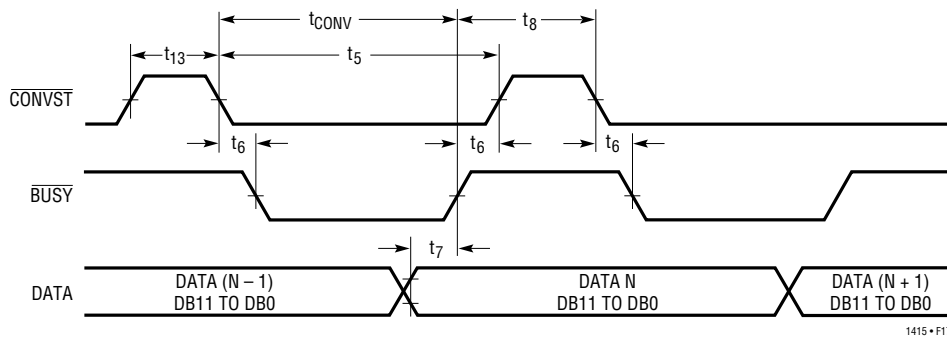 tCONV
t8
t13
t5
CONVST
t6
t6
t6
BUSY
t7
DATA (N – 1)
DB11 TO DB0
DATA N
DB11 TO DB0
DATA (N + 1)
DB11 TO DB0
DATA
1415 • F17